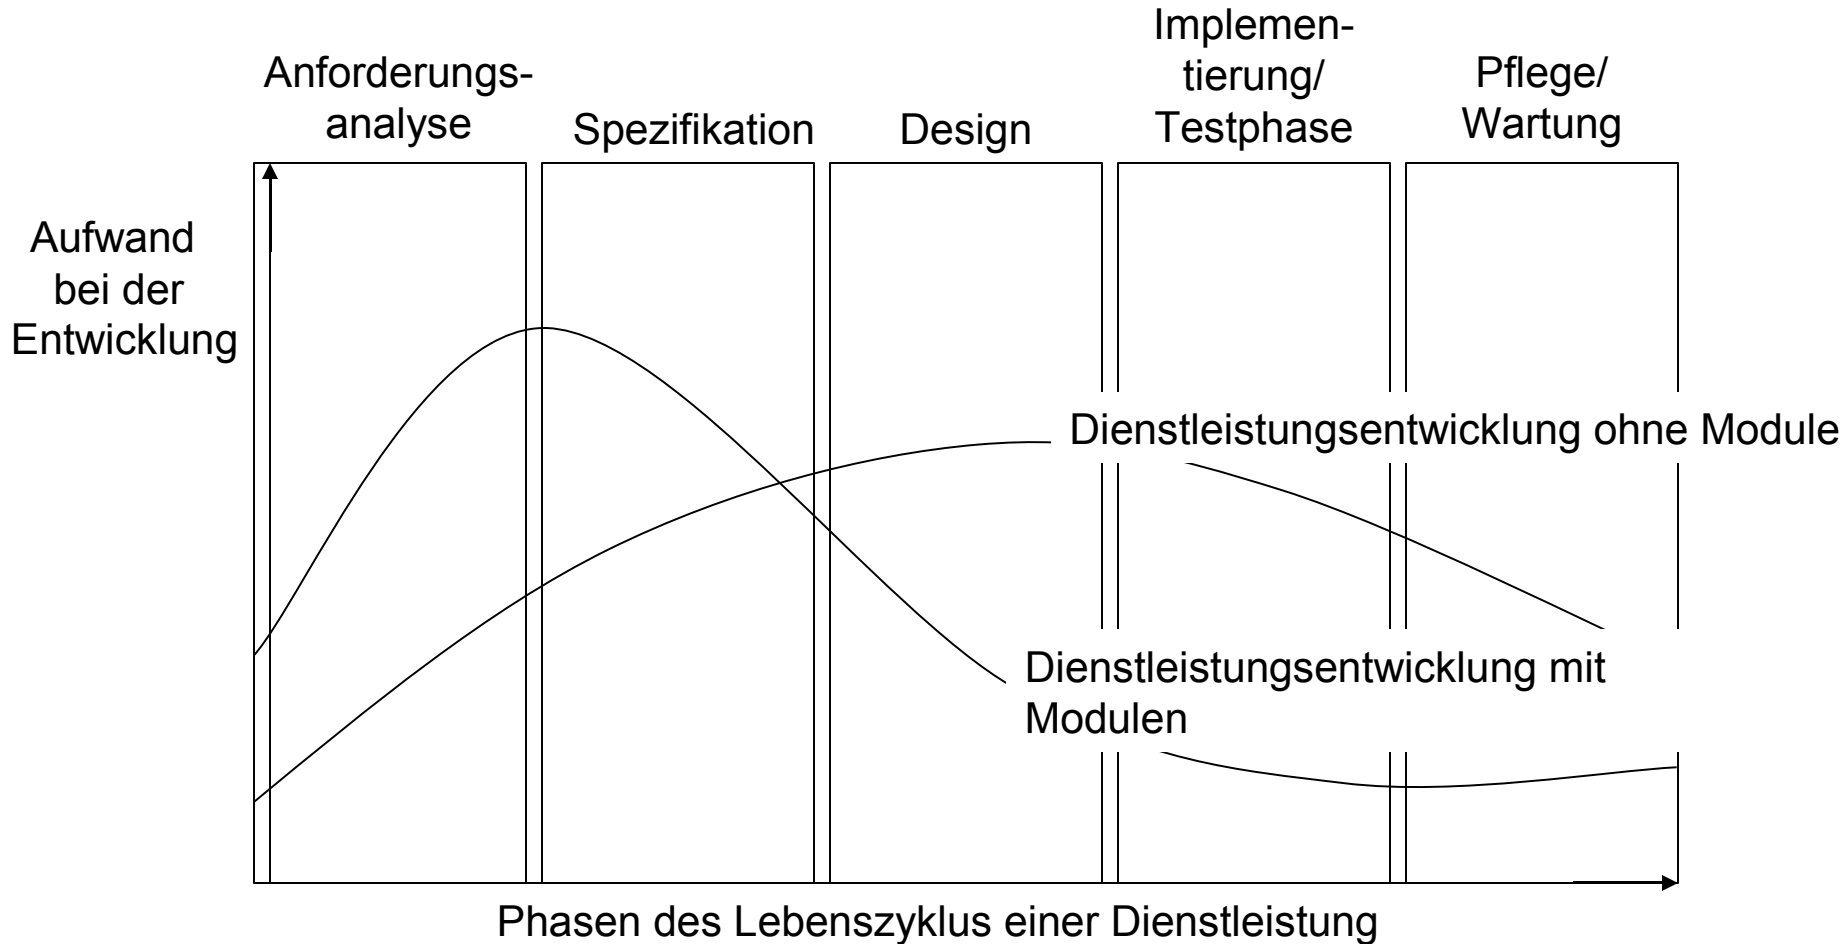 Anforderungs-
analyse
Spezifikation
Design
Implemen-
tierung/
Testphase
Pflege/
Wartung
Aufwand
bei der
Entwicklung
Dienstleistungsentwicklung ohne Module
Dienstleistungsentwicklung mit
Modulen
Phasen des Lebenszyklus einer Dienstleistung